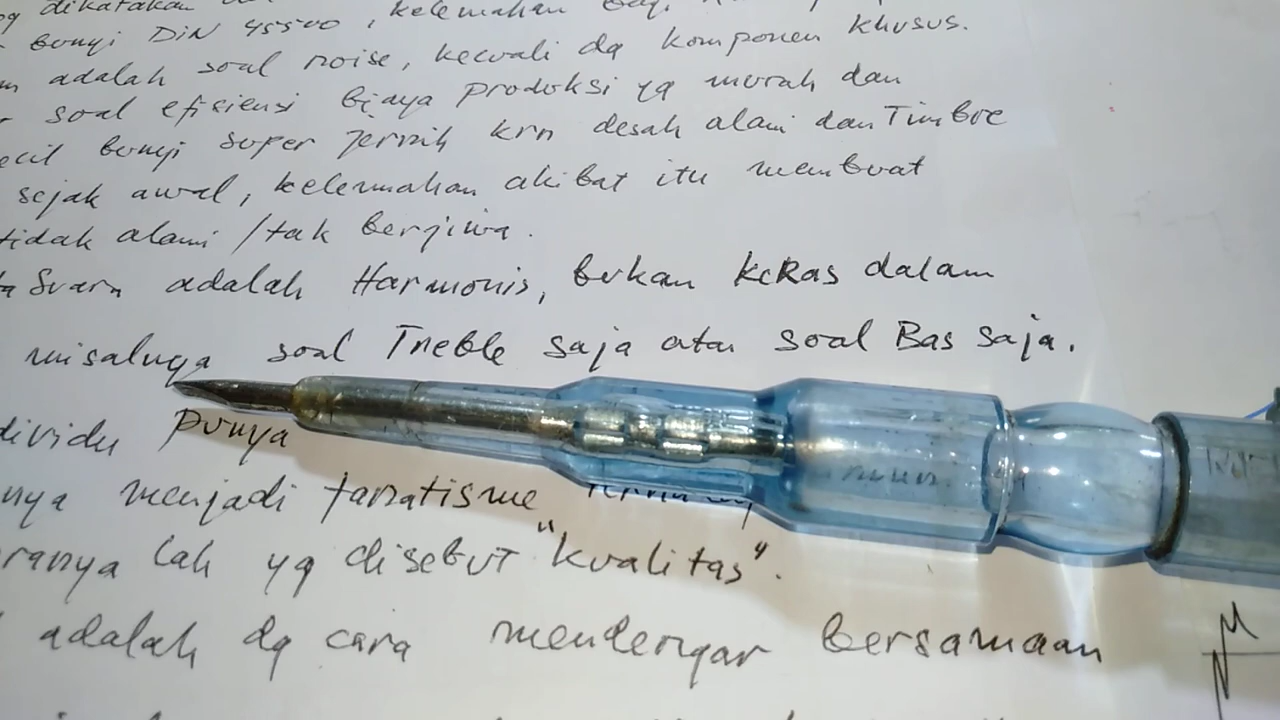 dikatakan
bunyi DIN 45500, kelemahan bagi
adalah soal noise, kecuali dg komponen khusus.
soal efisiensi biaya produksi yg murah dan
ecil bunyi super jernih krn desah alami dan Timbre
sejak awal, kelemahan akibat itu membuat
tidak alami / tak berjiwa.
Suara adalah Harmonis, bukan keRas dalam
misalnya soal Treble saja atau soal Bas saja.
dividu punya
nya menjadi fanatisme
ranya lah yg disebut "kualitas".
adalah dg cara mendengar bersamaan